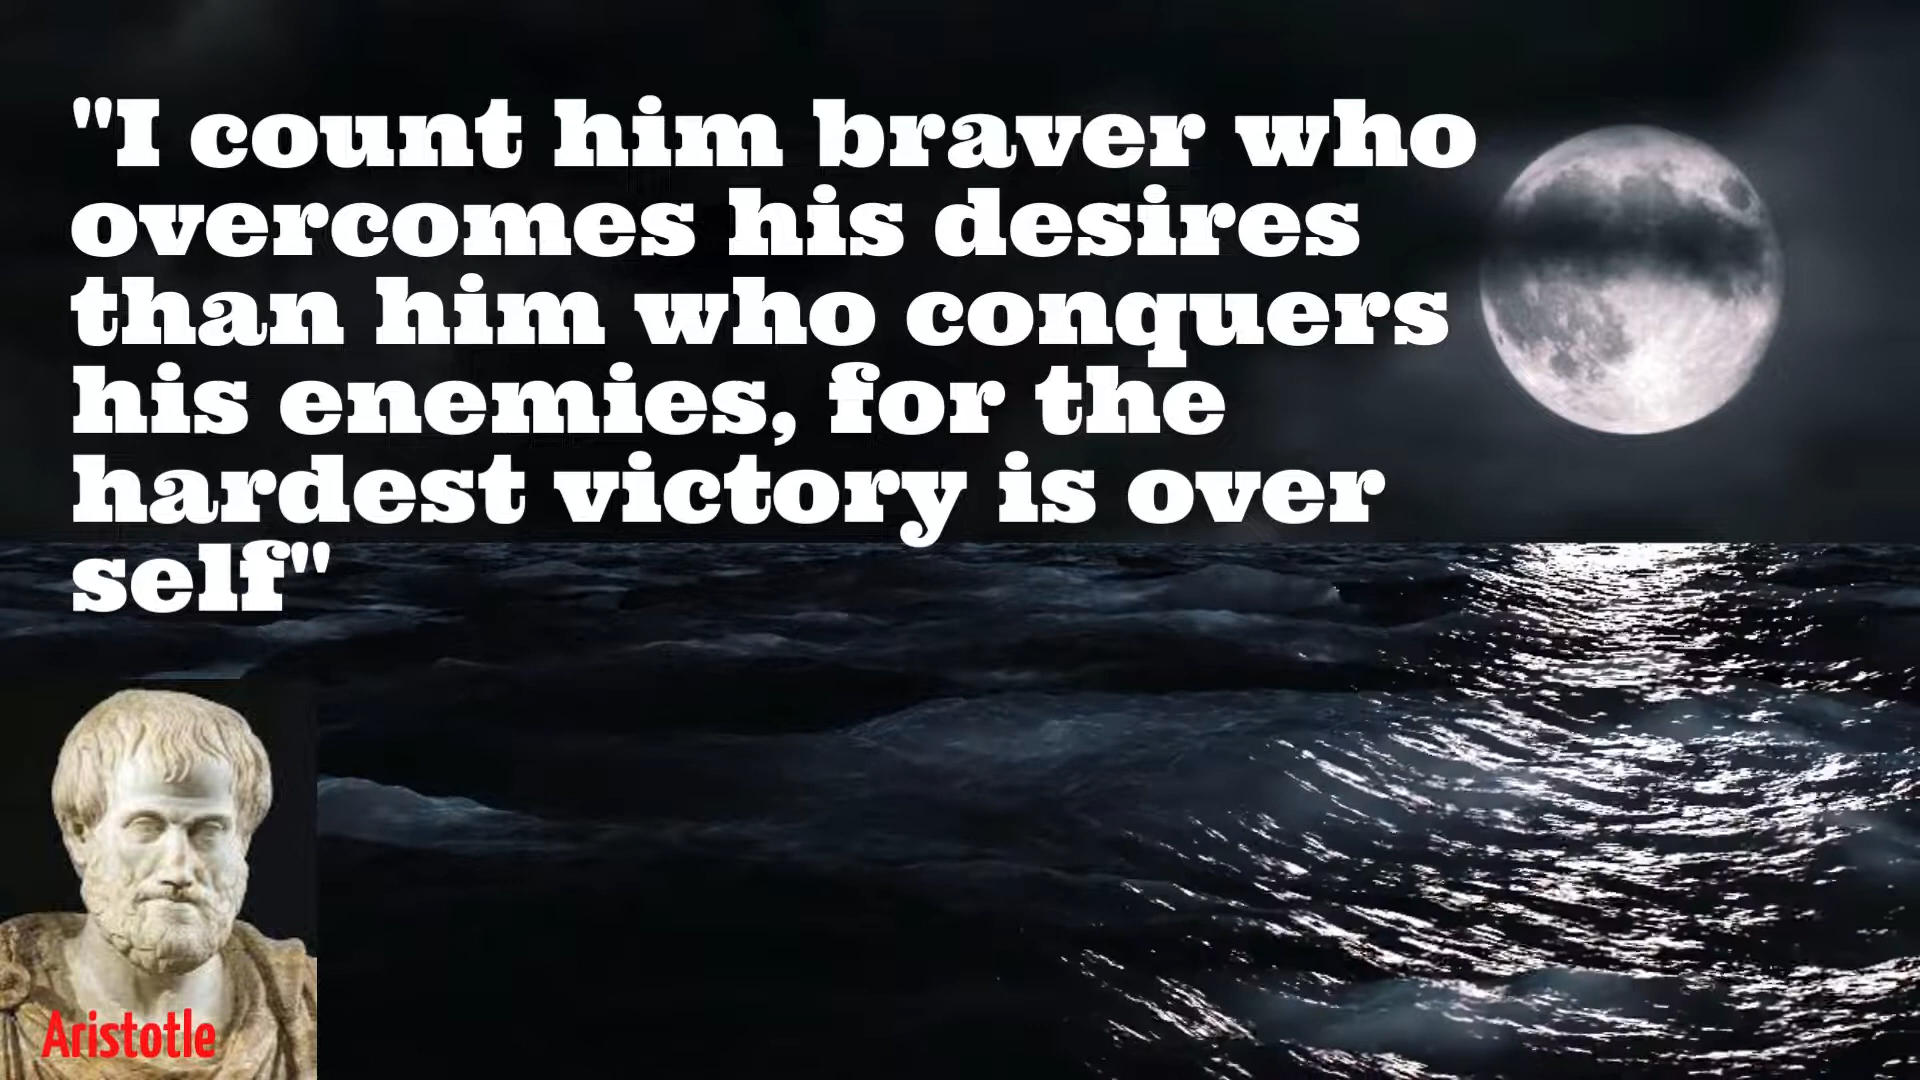 "I count him braver who
overcomes his desires
than him who conquers
his enemies, for the
hardest victory is over
self"
Aristotle